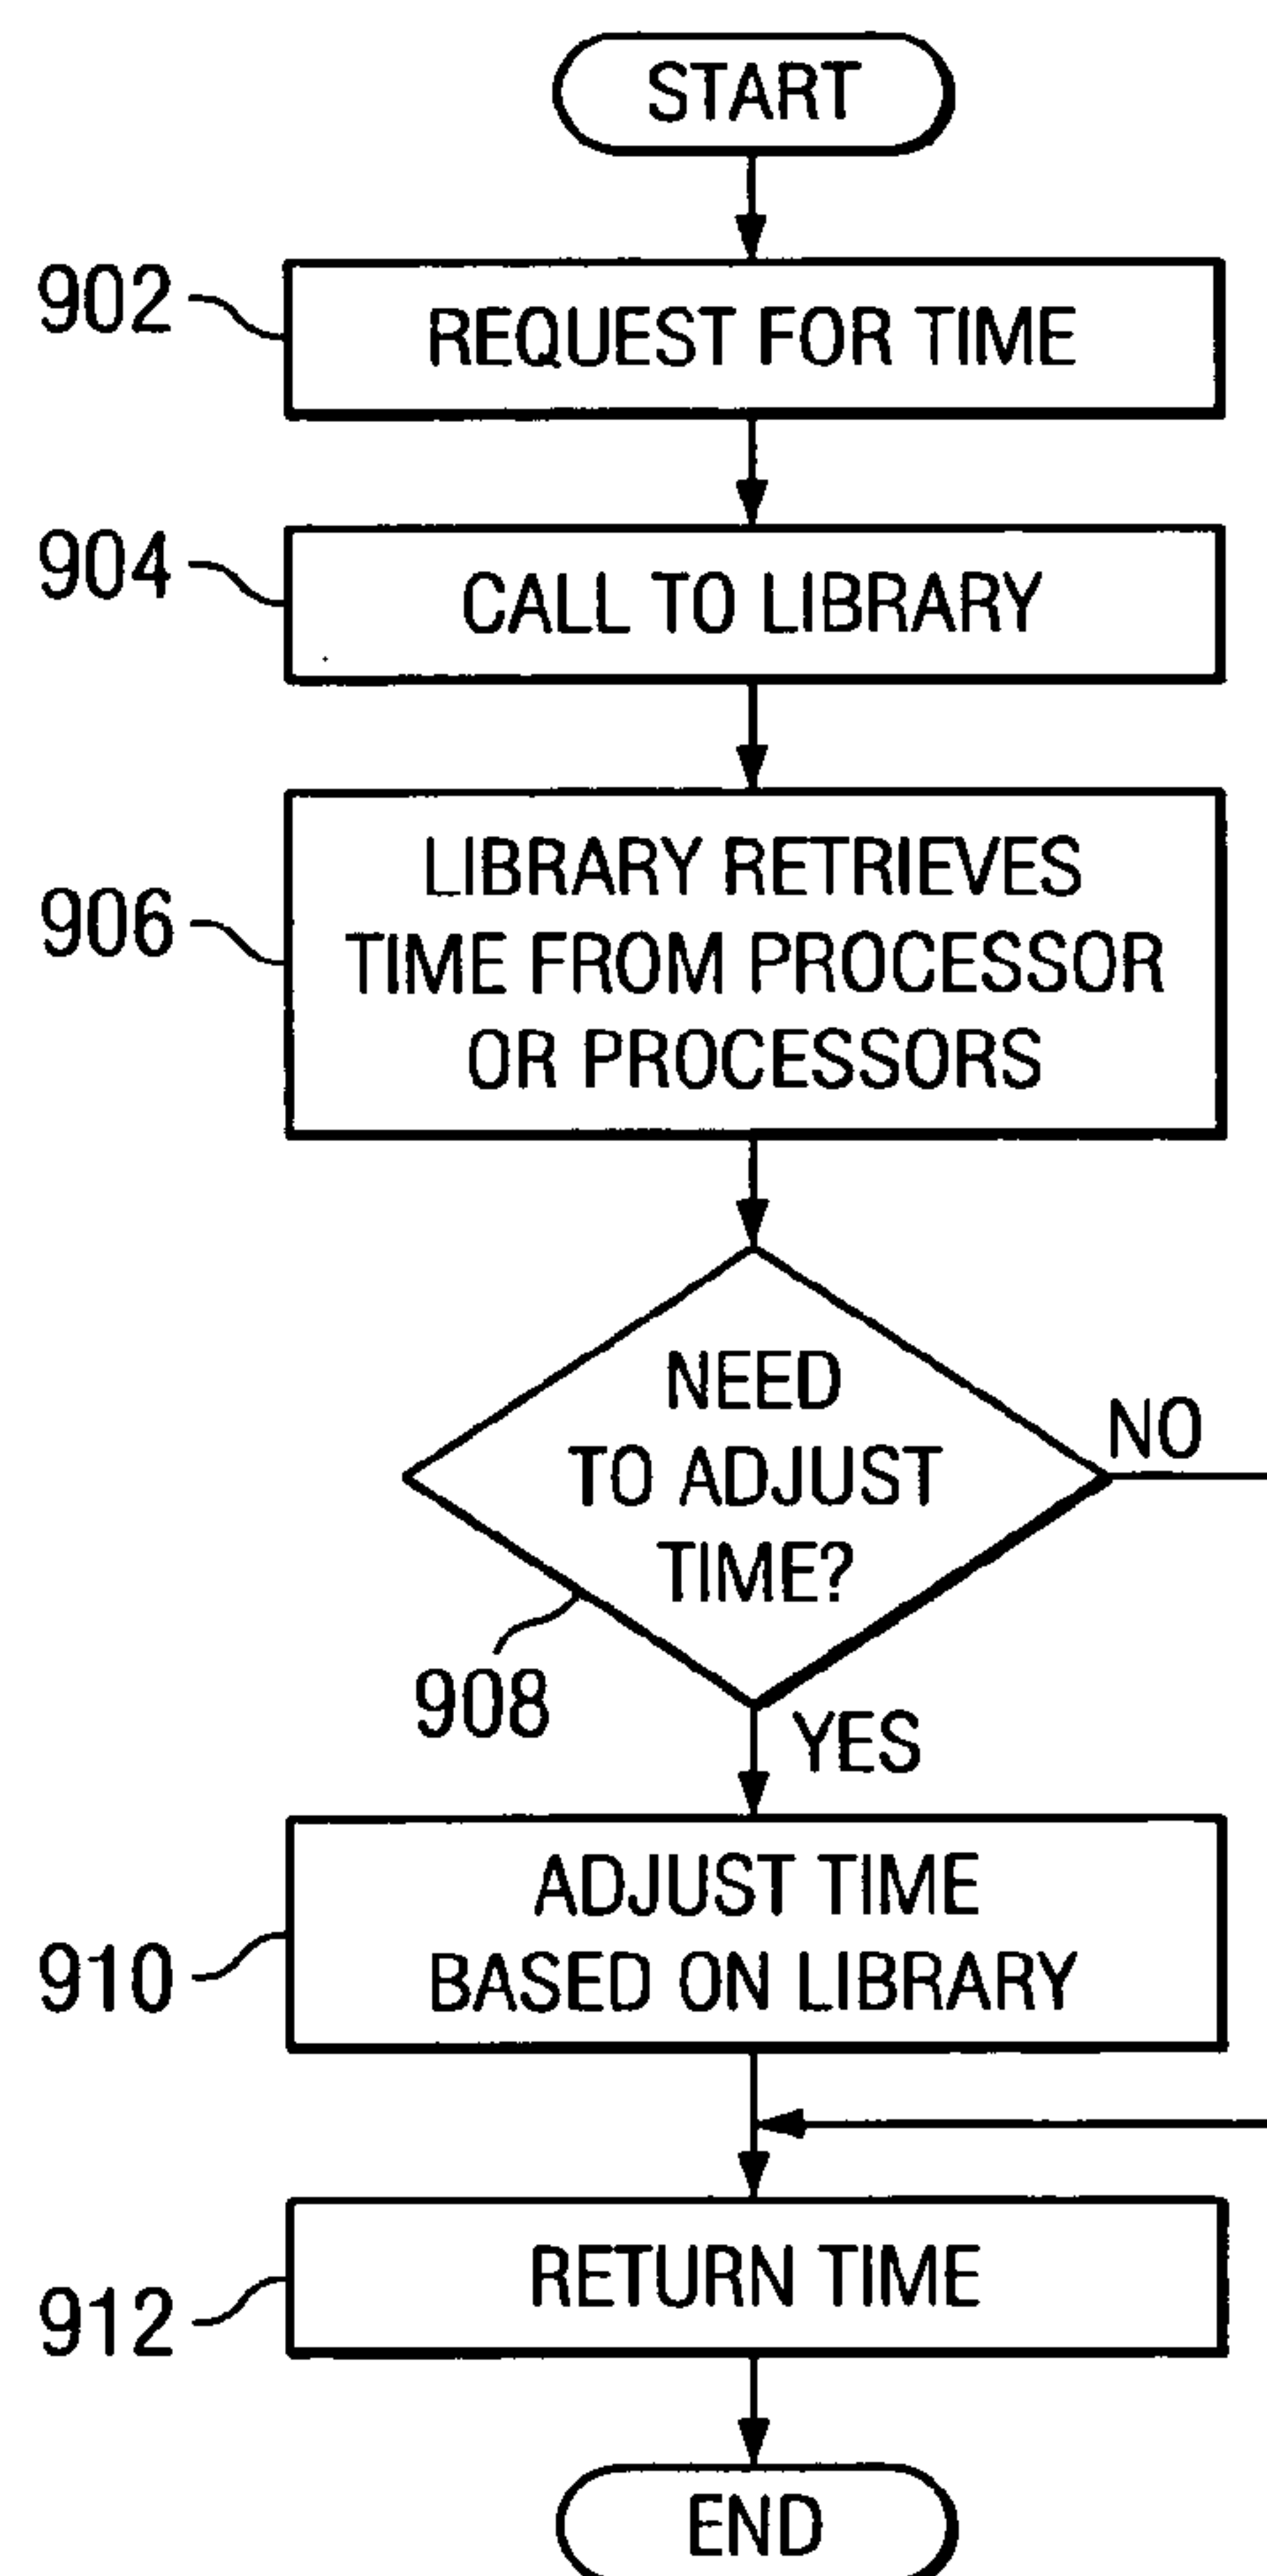 START
902
REQUEST FOR TIME
904
CALL TO LIBRARY
906
LIBRARY RETRIEVES
TIME FROM PROCESSOR
OR PROCESSORS
NEED
TO ADJUST
TIME?
NO
908
YES
910
ADJUST TIME
BASED ON LIBRARY
912
RETURN TIME
END